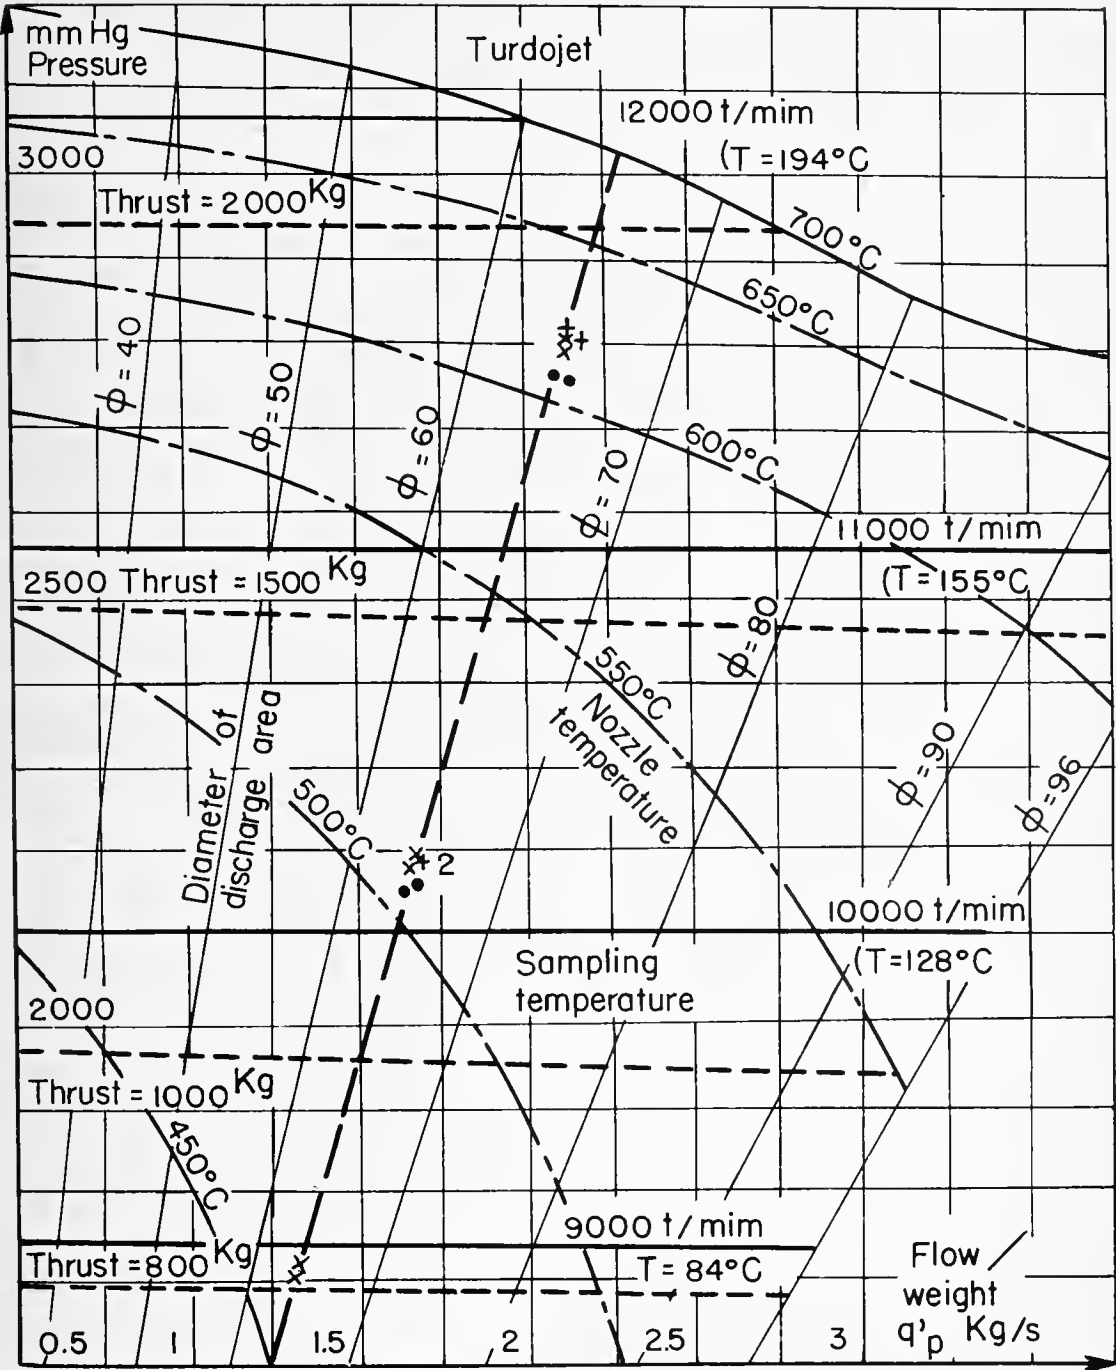 mm Hg
Pressure
Turdojet
12000 t/mim
(T = 194°C
3000
Thrust = 2000 Kg
700°C
650°C
ϕ = 40
ϕ = 50
ϕ = 60
600°C
ϕ = 70
11000 t/mim
2500 Thrust = 1500 Kg
(T = 155°C
ϕ = 80
550°C
Nozzle
temperature
Diameter of
discharge area
ϕ = 90
ϕ = 96
500°C
2
10000 t/mim
(T=128°C
Sampling
temperature
2000
Thrust = 1000 Kg
450°C
9000 t/mim
Thrust = 800 Kg
T = 84°C
Flow
weight
q'p Kg/s
0.5 1 1.5 2 2.5 3